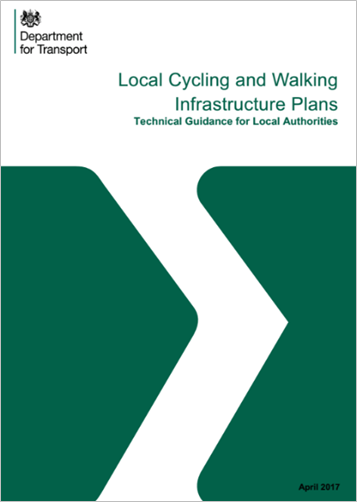 Department
for Transport
Local Cycling and Walking
Infrastructure Plans
Technical Guidance for Local Authorities
April 2017